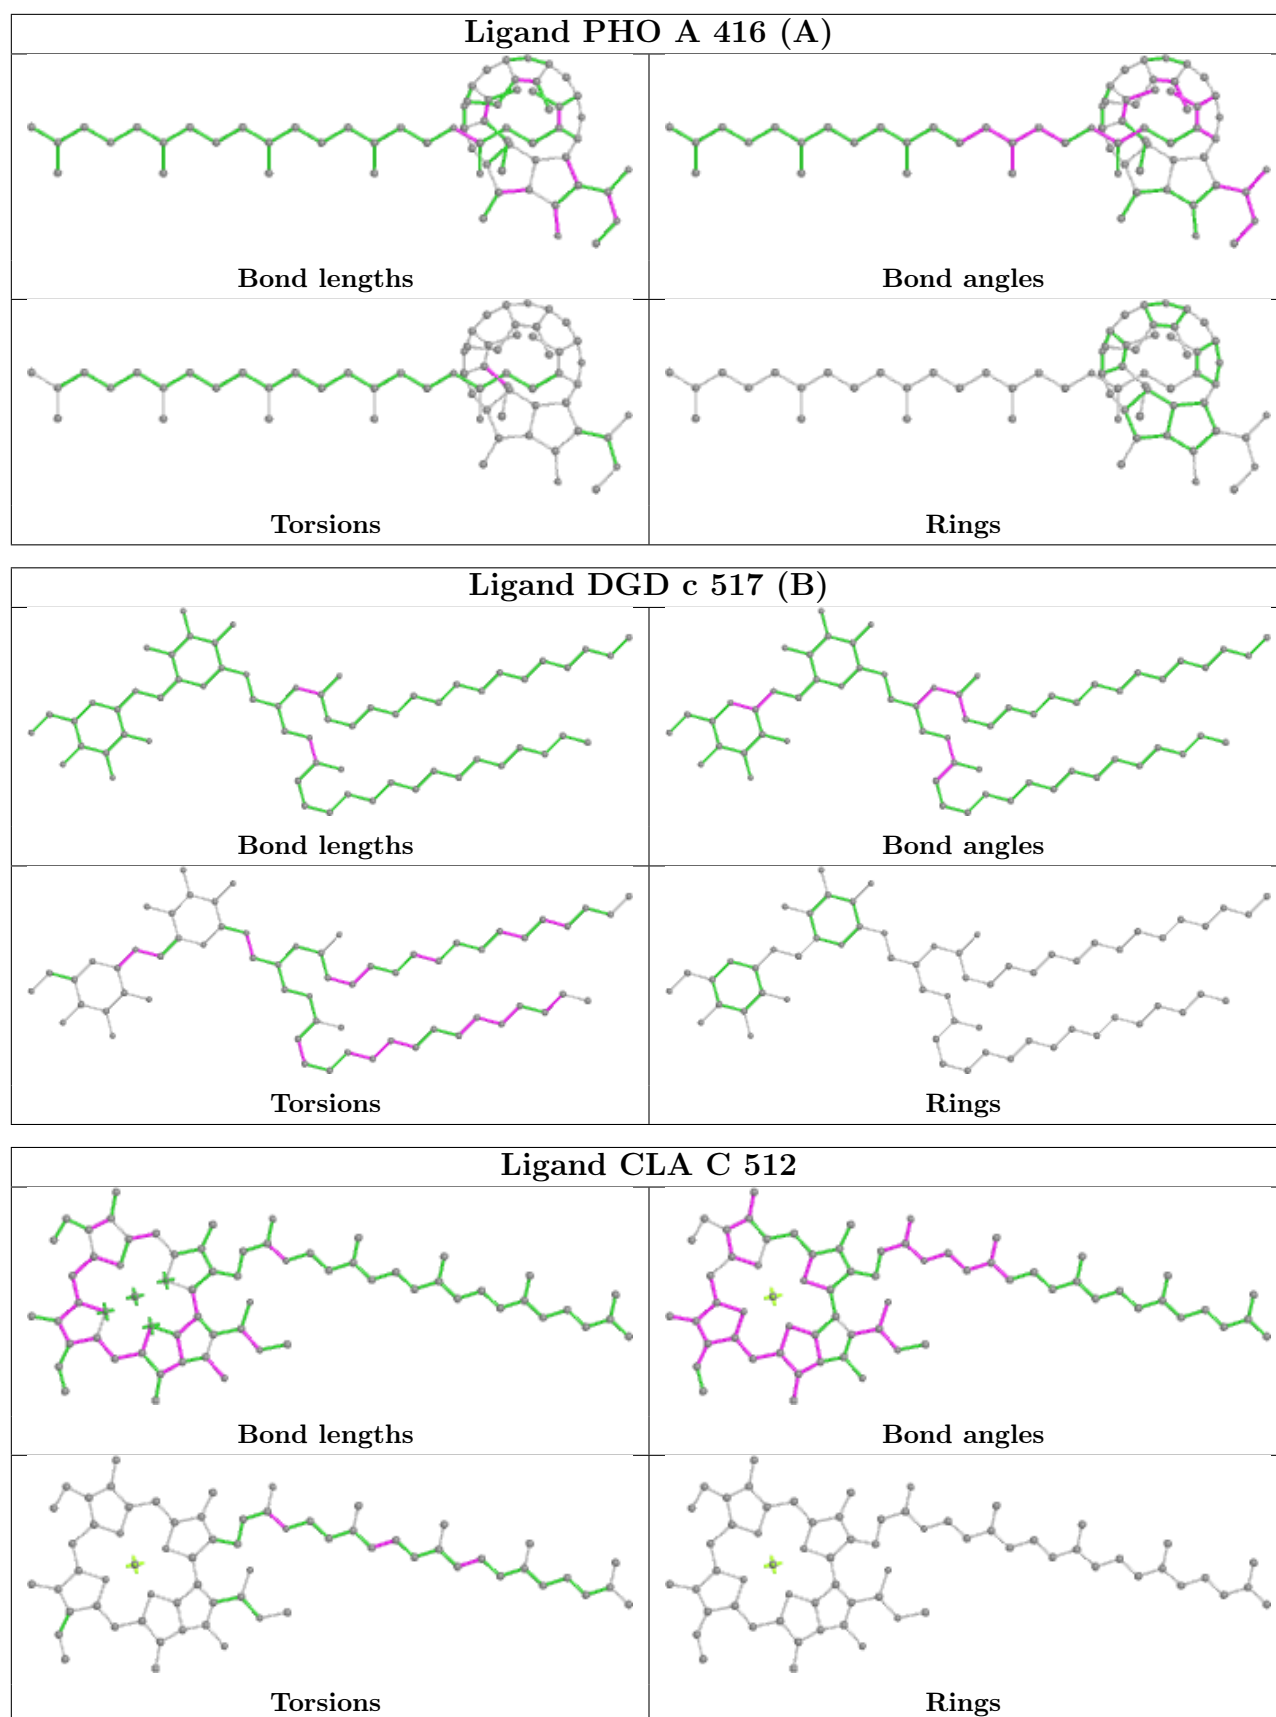 Ligand PHO A 416 (A)
Bond lengths
Bond angles
Torsions
Rings
Ligand DGD c 517 (B)
Bond lengths
Bond angles
Torsions
Rings
Ligand CLA C 512
Bond lengths
Bond angles
Torsions
Rings